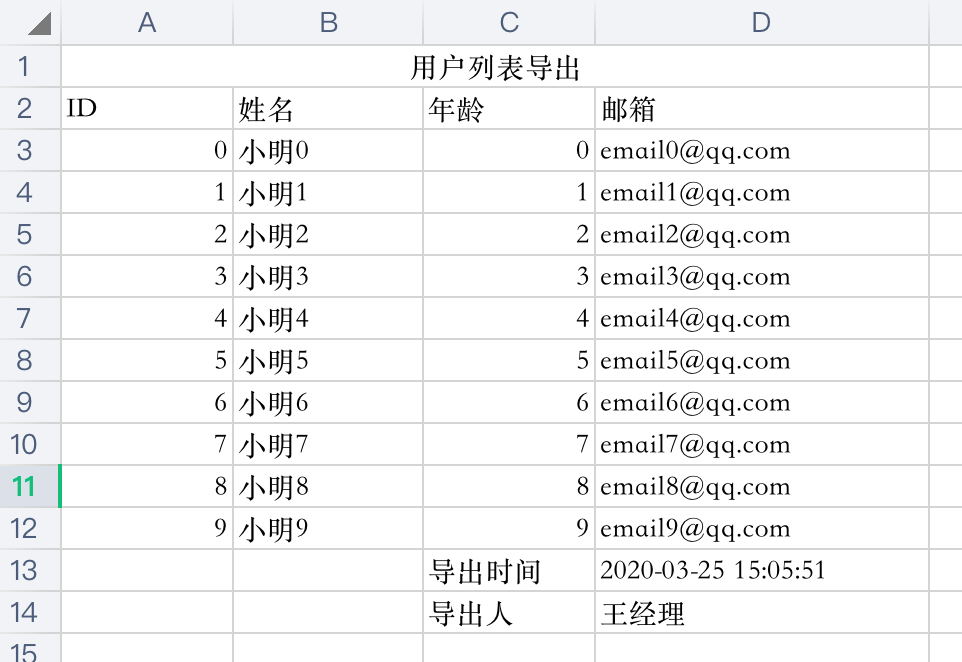 A B C D
1 用户列表导出
2 ID 姓名 年龄 邮箱
3 0 小明0 0 email0@qq.com
4 1 小明1 1 email1@qq.com
5 2 小明2 2 email2@qq.com
6 3 小明3 3 email3@qq.com
7 4 小明4 4 email4@qq.com
8 5 小明5 5 email5@qq.com
9 6 小明6 6 email6@qq.com
10 7 小明7 7 email7@qq.com
11 8 小明8 8 email8@qq.com
12 9 小明9 9 email9@qq.com
13 导出时间 2020-03-25 15:05:51
14 导出人 王经理
15